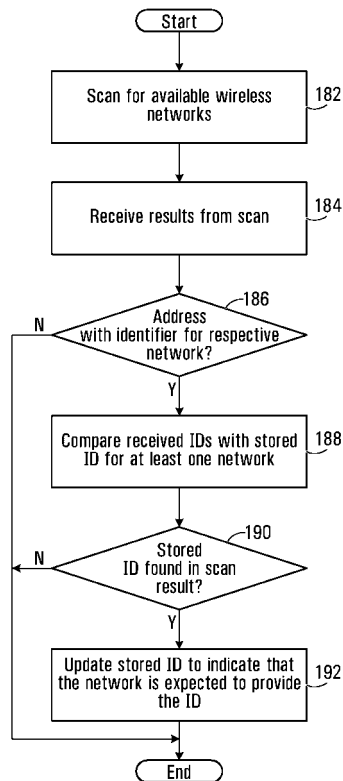 Start
Scan for available wireless
networks
182
Receive results from scan
184
Address
with identifier for respective
network?
186
N
Y
Compare received IDs with stored
ID for at least one network
188
Stored
ID found in scan
result?
190
N
Y
Update stored ID to indicate that
the network is expected to provide
the ID
192
End